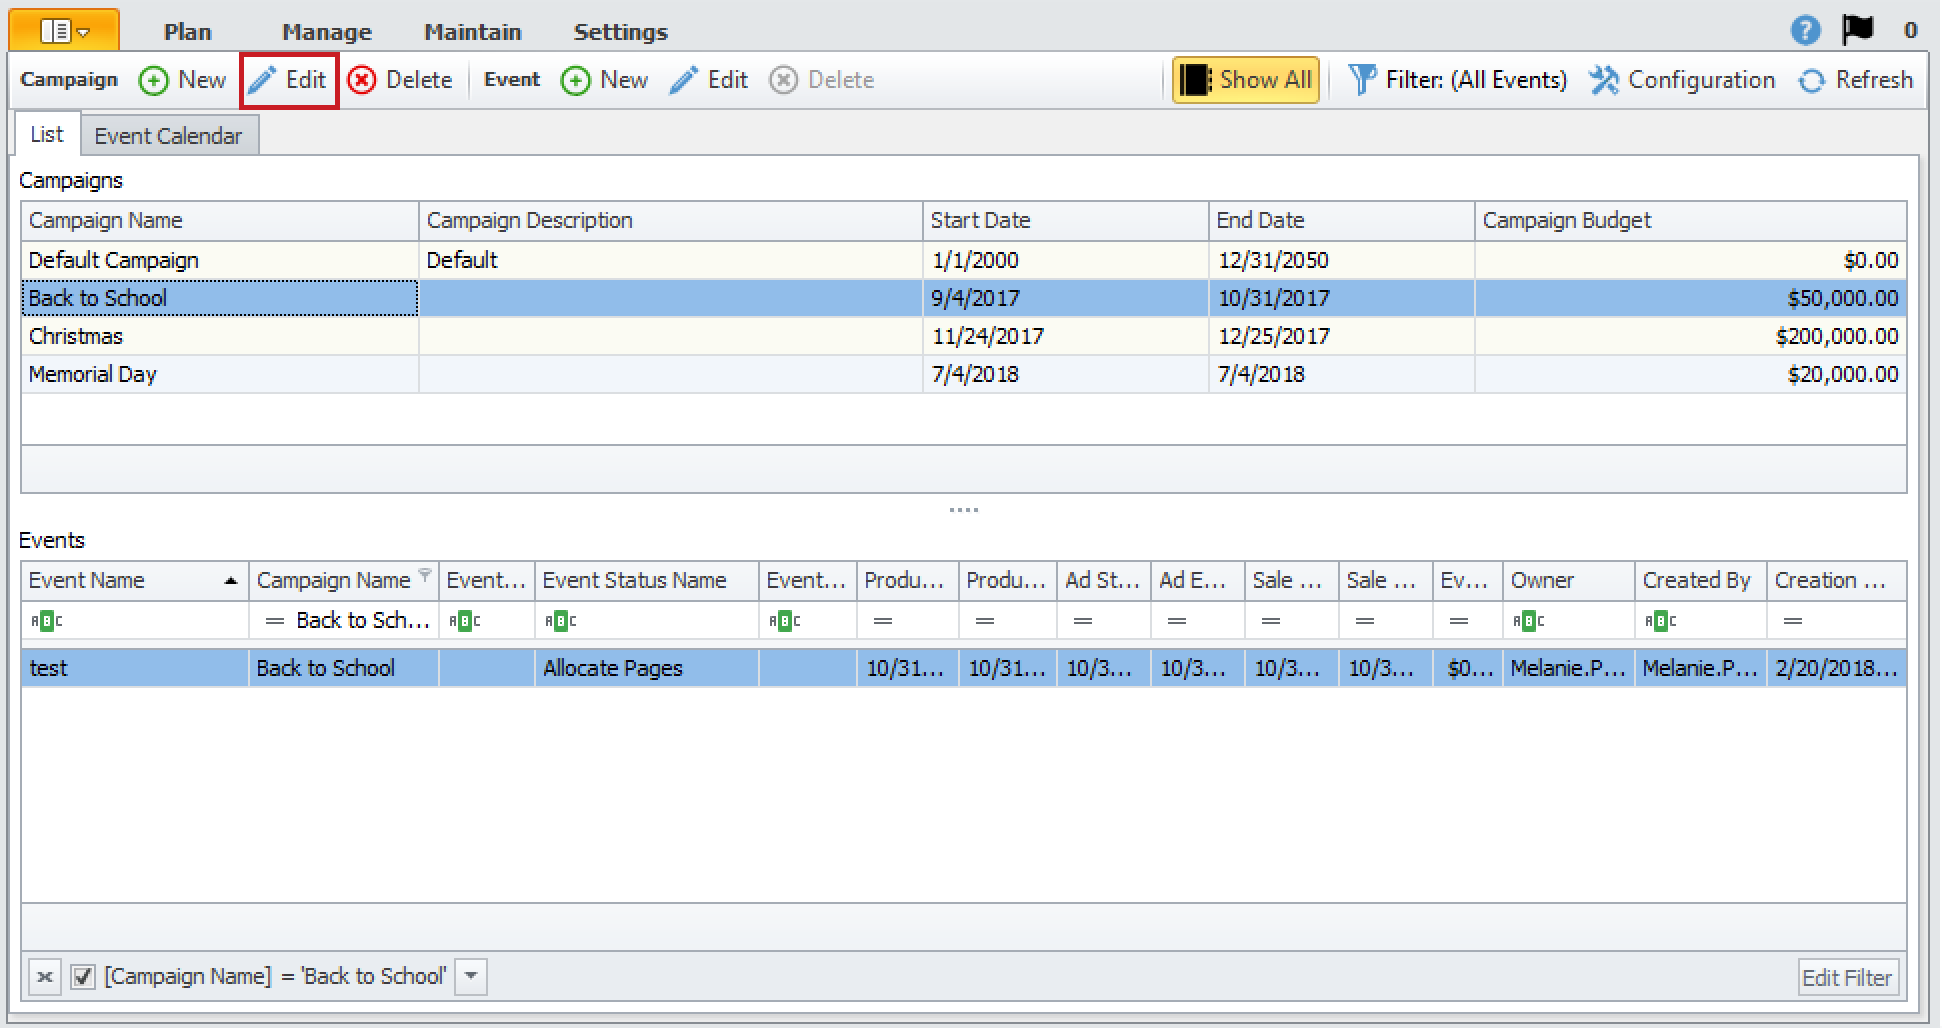 Plan Manage Maintain Settings ? 0
Campaign New Edit Delete Event New Edit Delete Show All Filter: (All Events) Configuration Refresh
List Event Calendar
Campaigns
Campaign Name Campaign Description Start Date End Date Campaign Budget
Default Campaign Default 1/1/2000 12/31/2050 $0.00
Back to School 9/4/2017 10/31/2017 $50,000.00
Christmas 11/24/2017 12/25/2017 $200,000.00
Memorial Day 7/4/2018 7/4/2018 $20,000.00
Events
Event Name Campaign Name Event... Event Status Name Event... Produ... Produ... Ad St... Ad E... Sale ... Sale ... Ev... Owner Created By Creation ...
ABC = Back to Sch... ABC ABC ABC = = = = = = = ABC ABC =
test Back to School Allocate Pages 10/31... 10/31... 10/3... 10/3... 10/3... 10/3... $0... Melanie.P... Melanie.P... 2/20/2018...
[Campaign Name] = 'Back to School' Edit Filter